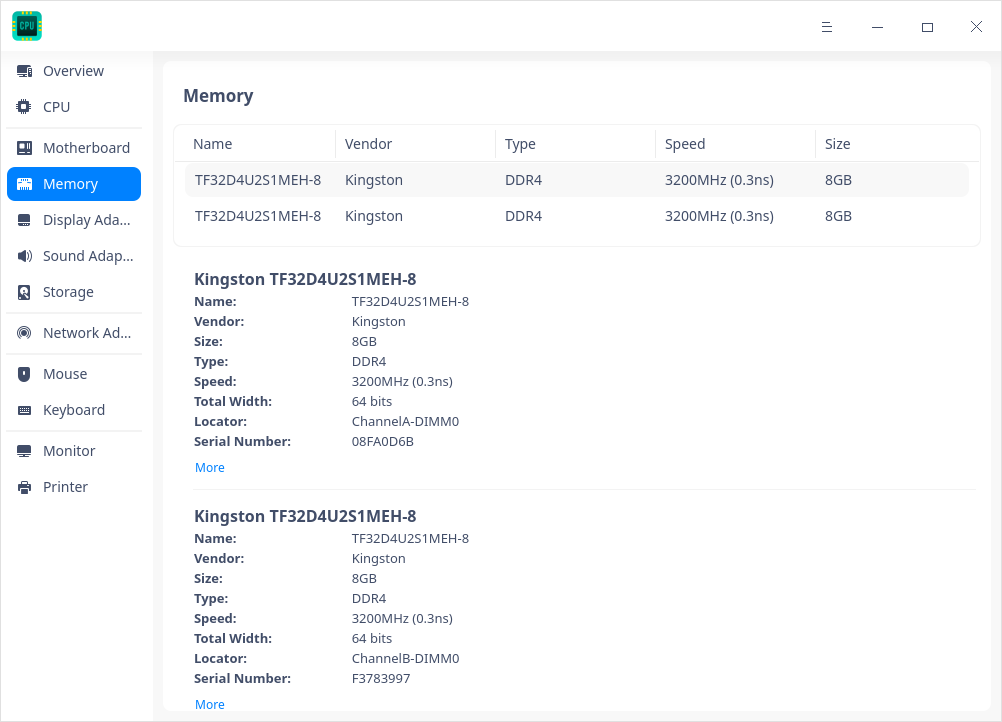 CPU
Overview
CPU
Motherboard
Memory
Display Ada...
Sound Adap...
Storage
Network Ad...
Mouse
Keyboard
Monitor
Printer
Memory
Name Vendor Type Speed Size
TF32D4U2S1MEH-8 Kingston DDR4 3200MHz (0.3ns) 8GB
TF32D4U2S1MEH-8 Kingston DDR4 3200MHz (0.3ns) 8GB
Kingston TF32D4U2S1MEH-8
Name: TF32D4U2S1MEH-8
Vendor: Kingston
Size: 8GB
Type: DDR4
Speed: 3200MHz (0.3ns)
Total Width: 64 bits
Locator: ChannelA-DIMM0
Serial Number: 08FA0D6B
More
Kingston TF32D4U2S1MEH-8
Name: TF32D4U2S1MEH-8
Vendor: Kingston
Size: 8GB
Type: DDR4
Speed: 3200MHz (0.3ns)
Total Width: 64 bits
Locator: ChannelB-DIMM0
Serial Number: F3783997
More